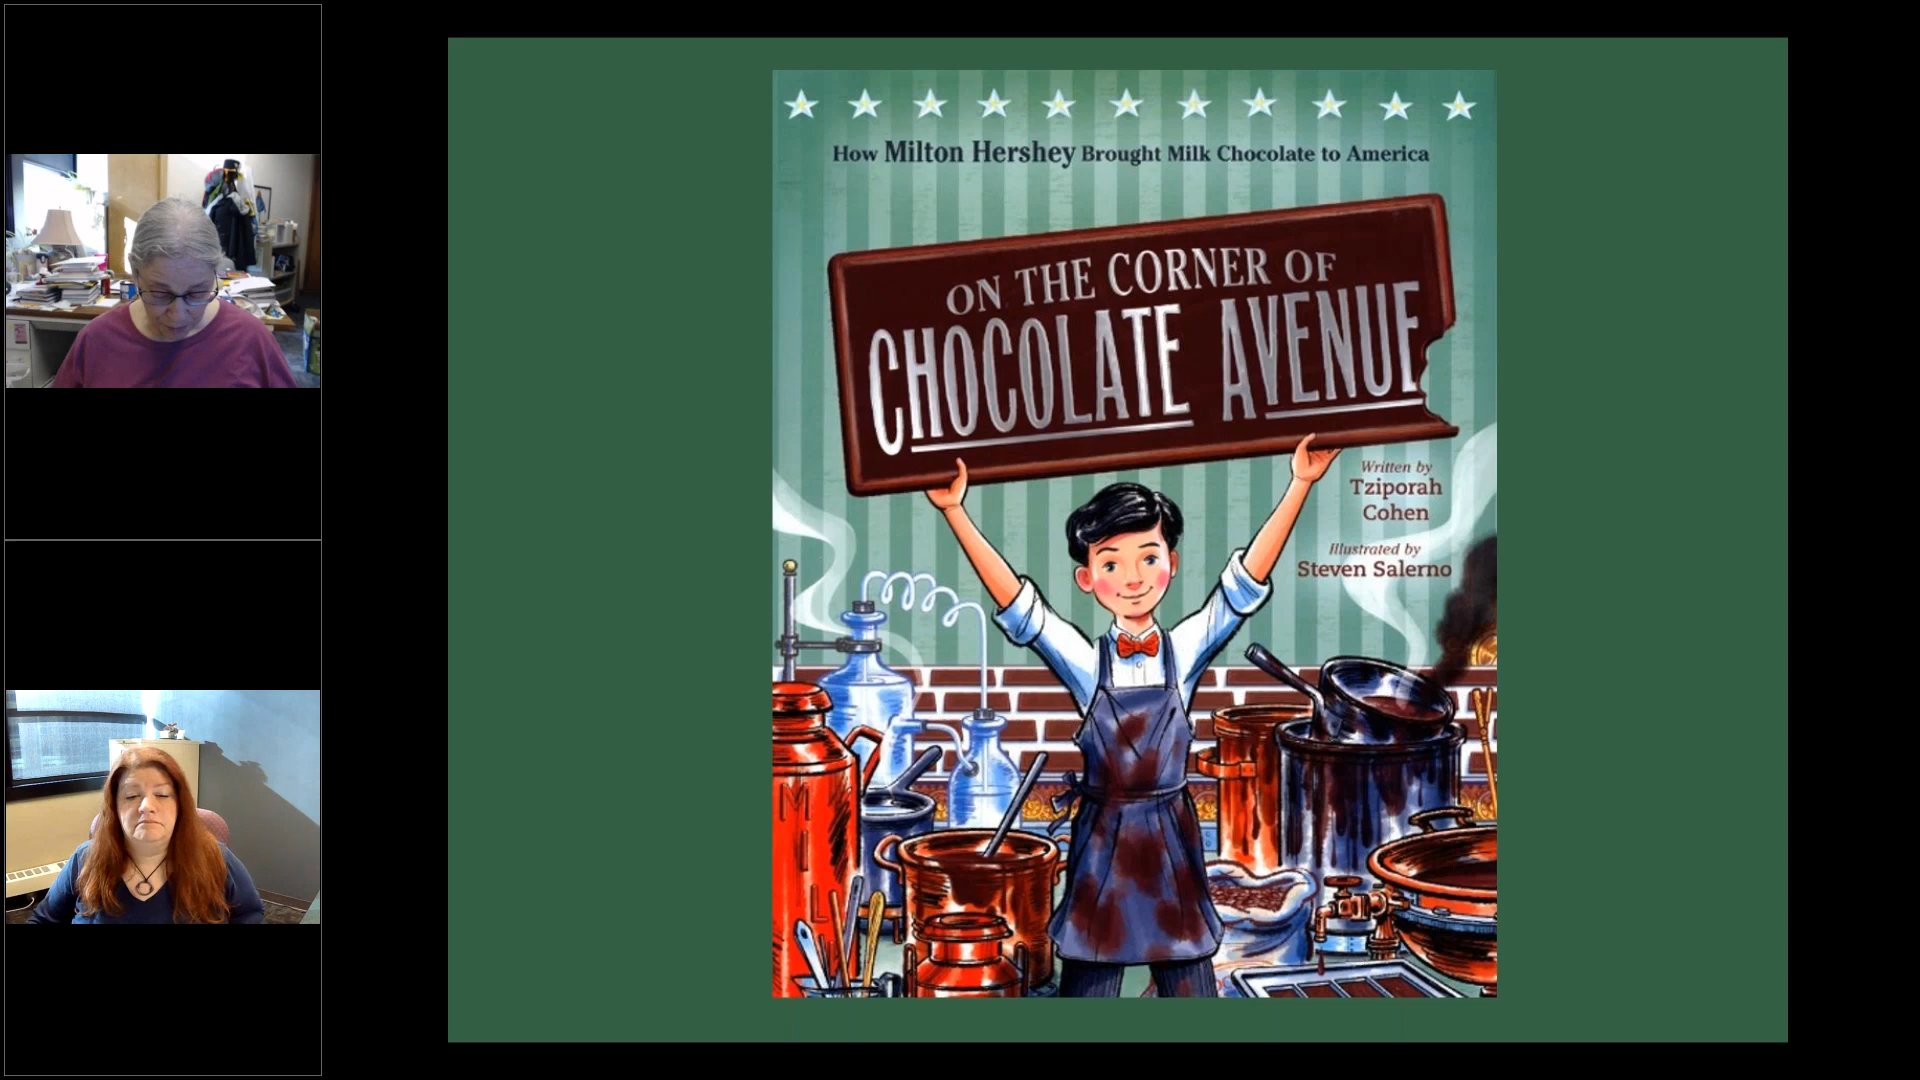 How Milton Hershey Brought Milk Chocolate to America
ON THE CORNER OF
CHOCOLATE AVENUE
Written by
Tziporah
Cohen
Illustrated by
Steven Salerno
MIL